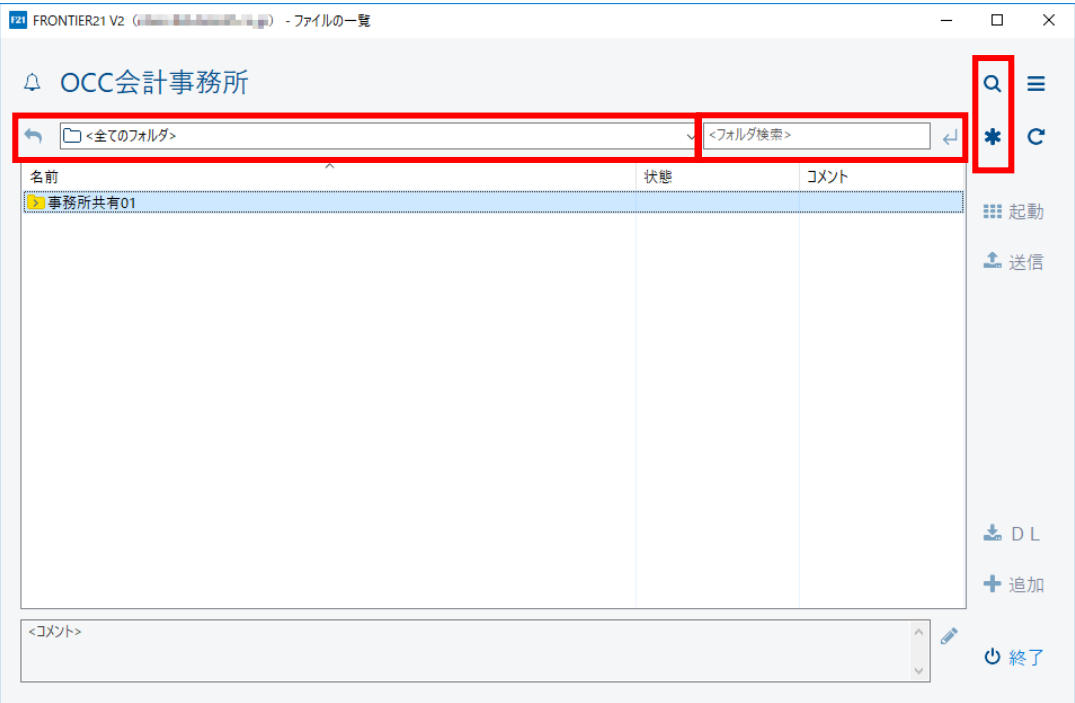 F21 FRONTIER21 V2 ( ) - ファイルの一覧
OCC会計事務所
<全てのフォルダ> <フォルダ検索>
名前 状態 コメント
事務所共有01
起動
送信
ＤＬ
追加
<コメント>
終了